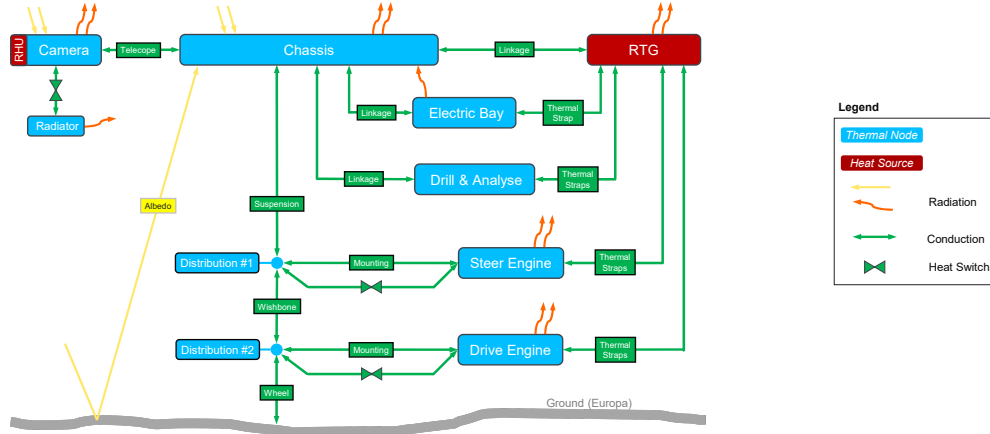 RHU
Camera
Telecope
Chassis
Linkage
RTG
Radiator
Linkage
Electric Bay
Thermal
Strap
Linkage
Drill & Analyse
Thermal
Straps
Albedo
Suspension
Distribution #1
Mounting
Steer Engine
Thermal
Straps
Wishbone
Distribution #2
Mounting
Drive Engine
Thermal
Straps
Wheel
Ground (Europa)
Legend
Thermal Node
Heat Source
Radiation
Conduction
Heat Switch